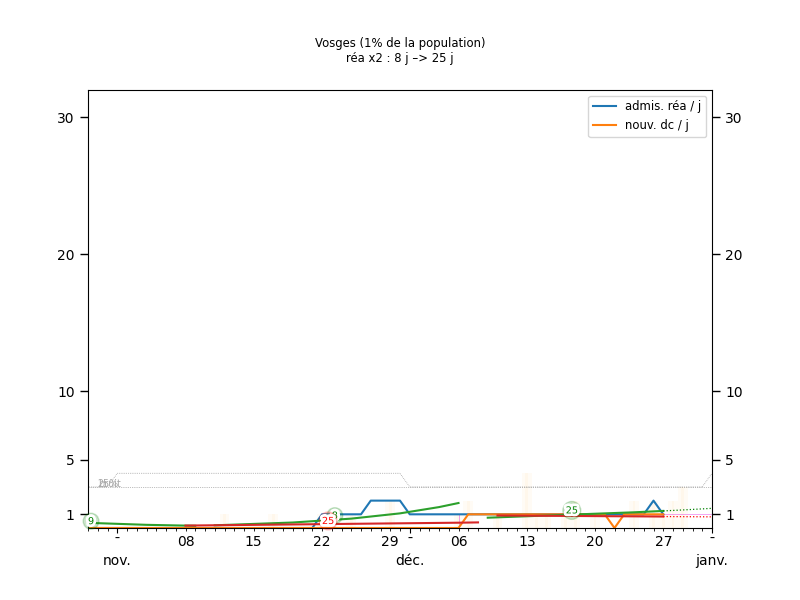 Vosges (1% de la population)
réa x2 : 8 j –> 25 j
admis. réa / j
nouv. dc / j
30 30
20 20
10 10
5 5
1 1
9 25 25
- 08 15 22 29 - 06 13 20 27 -
nov. déc. janv.